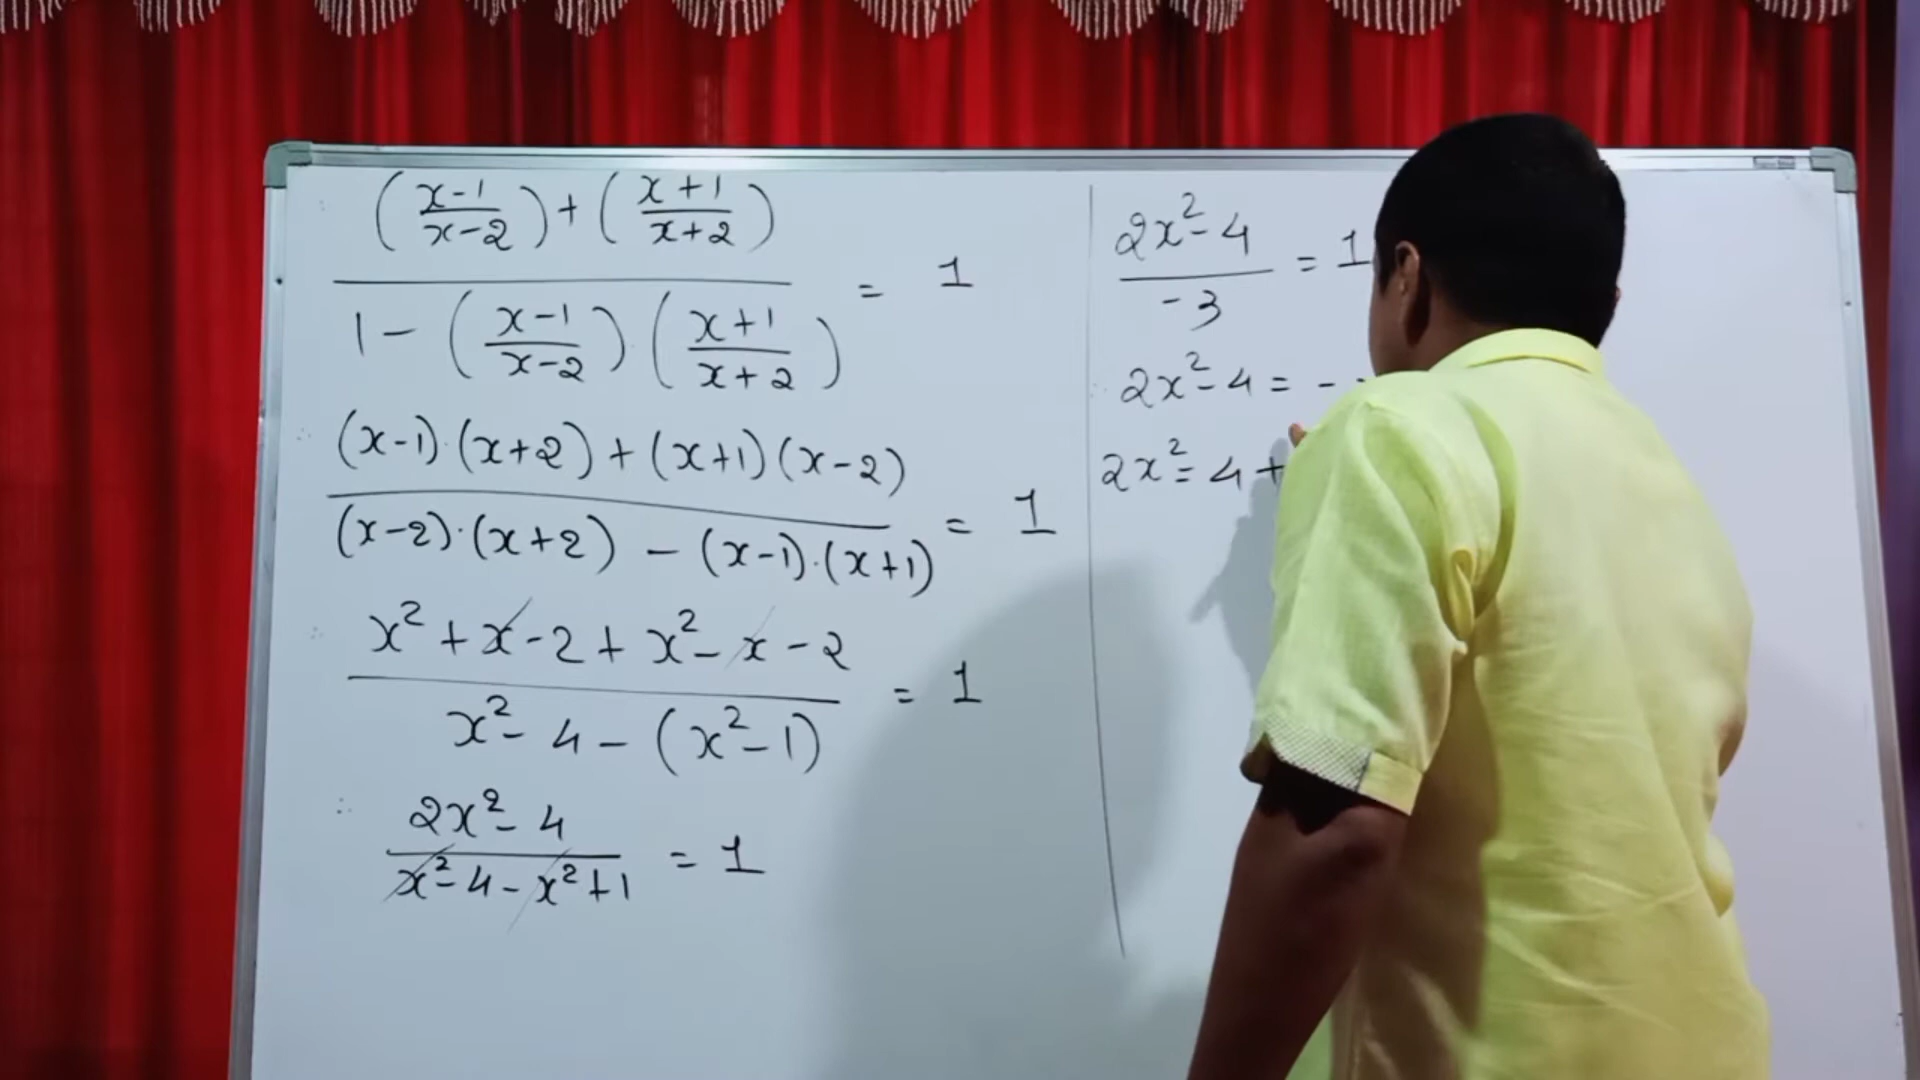 (x-1/x-2) + (x+1/x+2)
1 - (x-1/x-2) (x+1/x+2) = 1
(x-1)·(x+2) + (x+1)(x-2)
(x-2)·(x+2) - (x-1)·(x+1) = 1
x² + x - 2 + x² - x - 2
x² - 4 - (x² - 1) = 1
∴ 2x² - 4
x² - 4 - x² + 1 = 1
2x² - 4
-3 = 1
2x² - 4 = -
2x² = 4 +